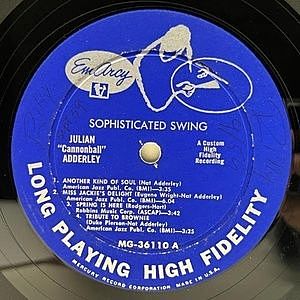 EmArcy
SOPHISTICATED SWING
JULIAN
"Cannonball"
ADDERLEY
A Custom
High Fidelity
Recording
1. ANOTHER KIND OF SOUL (Nat Adderley)
American Jazz Publ. Co. (BMI)—3:35
2. MISS JACKIE'S DELIGHT (Eugene Wright-Nat Adderley)
American Jazz Publ. Co. (BMI)—6:04
3. SPRING IS HERE (Rodgers-Hart)
Robbins Music Corp. (ASCAP)—3:42
4. TRIBUTE TO BROWNIE
(Duke Pierson-Nat Adderley)
American Jazz Publ. Co. (BMI)
MG-36110 A
LONG PLAYING HIGH FIDELITY
MERCURY RECORD CORPORATION MADE IN U.S.A.